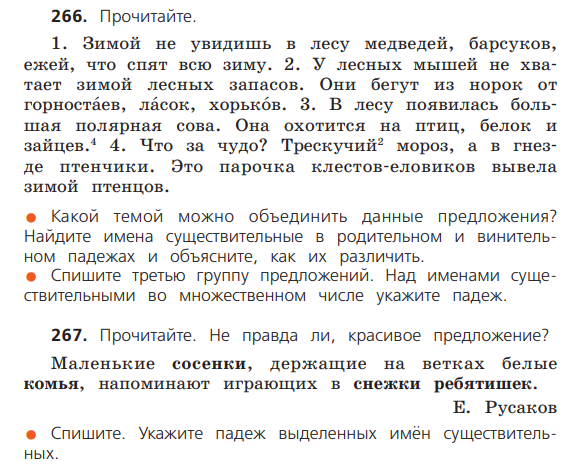 266. Прочитайте.
1. Зимой не увидишь в лесу медведей, барсуков,
ежей, что спят всю зиму. 2. У лесных мышей не хва-
тает зимой лесных запасов. Они бегут из норок от
горноста́ев, ла́сок, хорько́в. 3. В лесу появилась боль-
шая полярная сова. Она охотится на птиц, белок и
зайцев.⁴ 4. Что за чудо? Трескучий² мороз, а в гнез-
де птенчики. Это парочка клестов-еловиков вывела
зимой птенцов.
● Какой темой можно объединить данные предложения?
Найдите имена существительные в родительном и винитель-
ном падежах и объясните, как их различить.
● Спишите третью группу предложений. Над именами суще-
ствительными во множественном числе укажите падеж.
267. Прочитайте. Не правда ли, красивое предложение?
Маленькие сосенки, держащие на ветках белые
комья, напоминают играющих в снежки ребятишек.
Е. Русаков
● Спишите. Укажите падеж выделенных имён существитель-
ных.